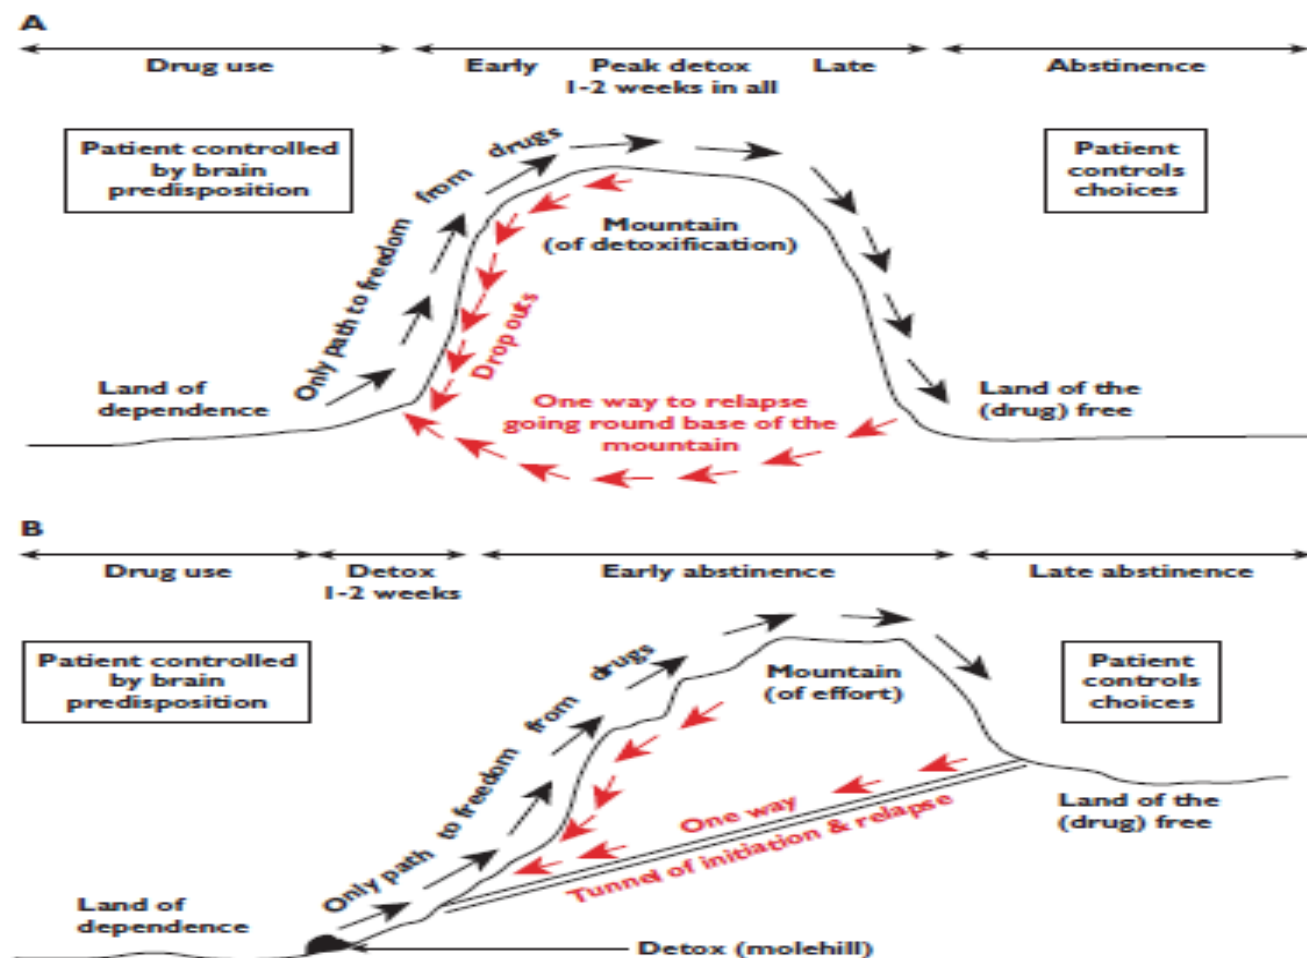 A
Drug use
Early Peak detox Late
1-2 weeks in all
Abstinence
Patient controlled
by brain
predisposition
Patient
controls
choices
Only path to freedom from drugs
Mountain
(of detoxification)
Drop outs
Land of
dependence
One way to relapse
going round base of the
mountain
Land of the
(drug) free
B
Drug use
Detox
1-2 weeks
Early abstinence
Late abstinence
Patient controlled
by brain
predisposition
Patient
controls
choices
Only path to freedom from drugs
Mountain
(of effort)
One way
Tunnel of initiation & relapse
Land of the
(drug) free
Land of
dependence
Detox (molehill)